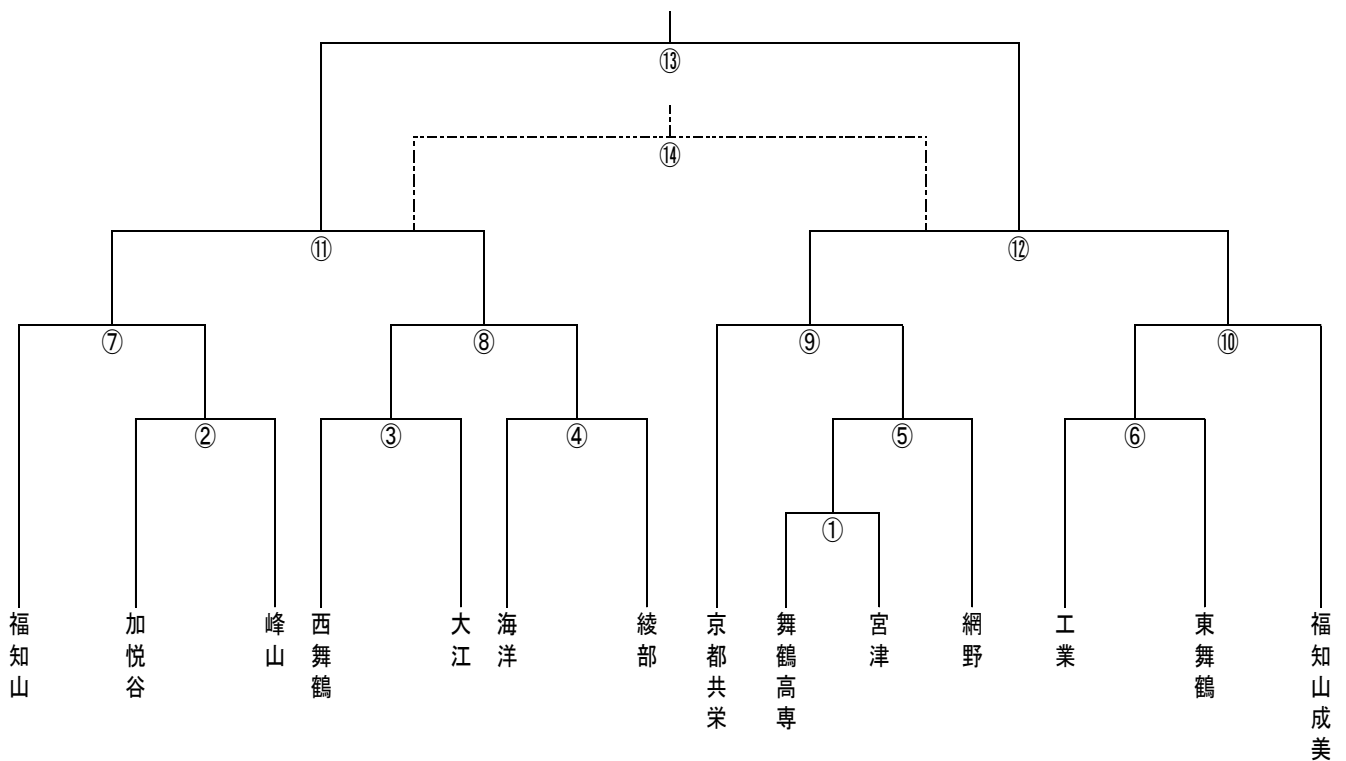 ⑬
⑭
⑪
⑫
⑦
⑧
⑨
⑩
②
③
④
⑤
⑥
①
福知山
加悦谷
峰山
西舞鶴
大江
海洋
綾部
京都共栄
舞鶴高専
宮津
網野
工業
東舞鶴
福知山成美